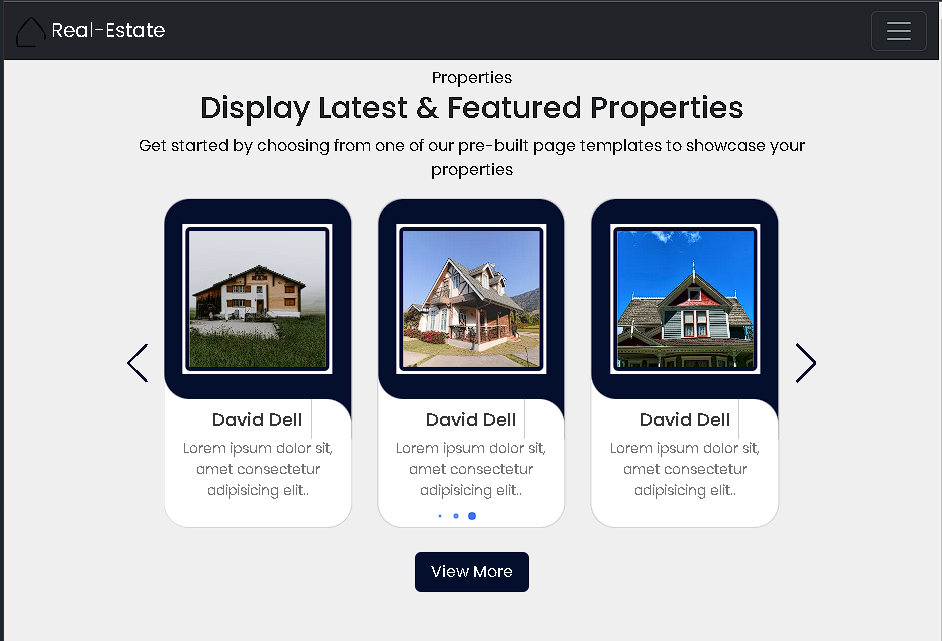 Real-Estate
Properties
Display Latest & Featured Properties
Get started by choosing from one of our pre-built page templates to showcase your
properties
David Dell
Lorem ipsum dolor sit,
amet consectetur
adipisicing elit..
David Dell
Lorem ipsum dolor sit,
amet consectetur
adipisicing elit..
David Dell
Lorem ipsum dolor sit,
amet consectetur
adipisicing elit..
View More